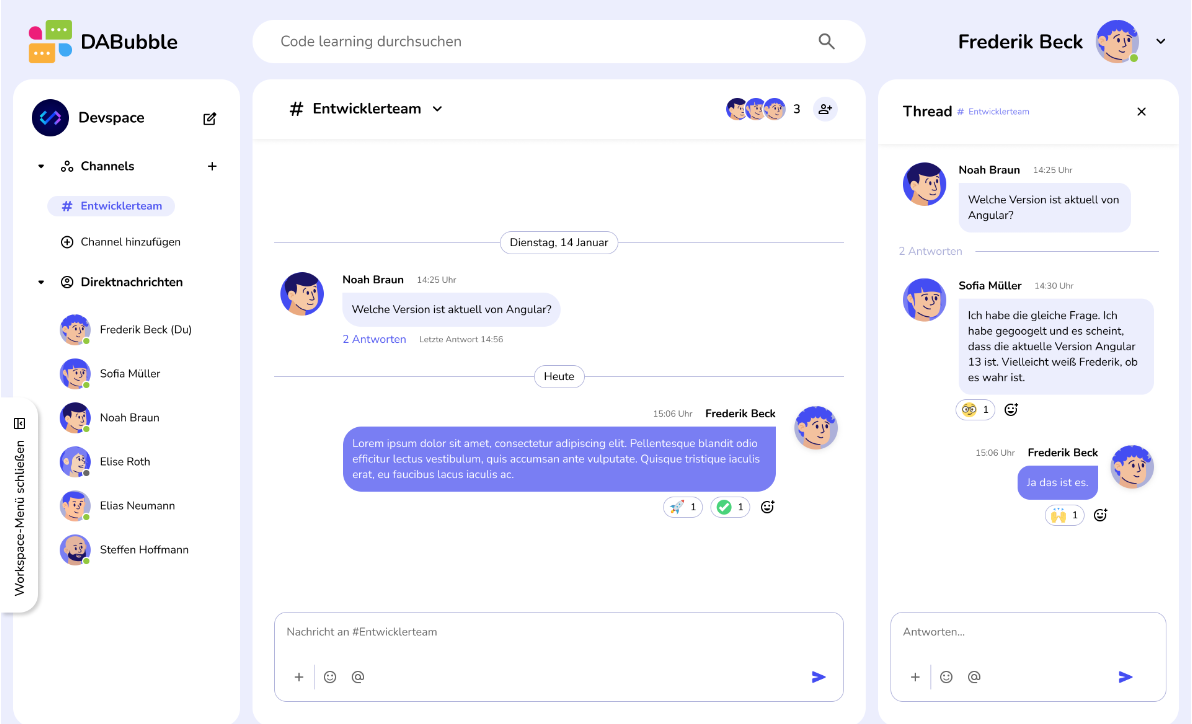 DABubble
Code learning durchsuchen
Frederik Beck
Devspace
Channels
# Entwicklerteam
Channel hinzufügen
Direktnachrichten
Frederik Beck (Du)
Sofia Müller
Noah Braun
Elise Roth
Elias Neumann
Steffen Hoffmann
Workspace-Menü schließen
# Entwicklerteam
3
Dienstag, 14 Januar
Noah Braun 14:25 Uhr
Welche Version ist aktuell von Angular?
2 Antworten Letzte Antwort 14:56
Heute
15:06 Uhr Frederik Beck
Lorem ipsum dolor sit amet, consectetur adipiscing elit. Pellentesque blandit odio
efficitur lectus vestibulum, quis accumsan ante vulputate. Quisque tristique iaculis
erat, eu faucibus lacus iaculis ac.
1 1
Nachricht an #Entwicklerteam
+ @
Thread # Entwicklerteam
Noah Braun 14:25 Uhr
Welche Version ist aktuell von
Angular?
2 Antworten
Sofia Müller 14:30 Uhr
Ich habe die gleiche Frage. Ich
habe gegoogelt und es scheint,
dass die aktuelle Version Angular
13 ist. Vielleicht weiß Frederik, ob
es wahr ist.
1
15:06 Uhr Frederik Beck
Ja das ist es.
1
Antworten...
+ @